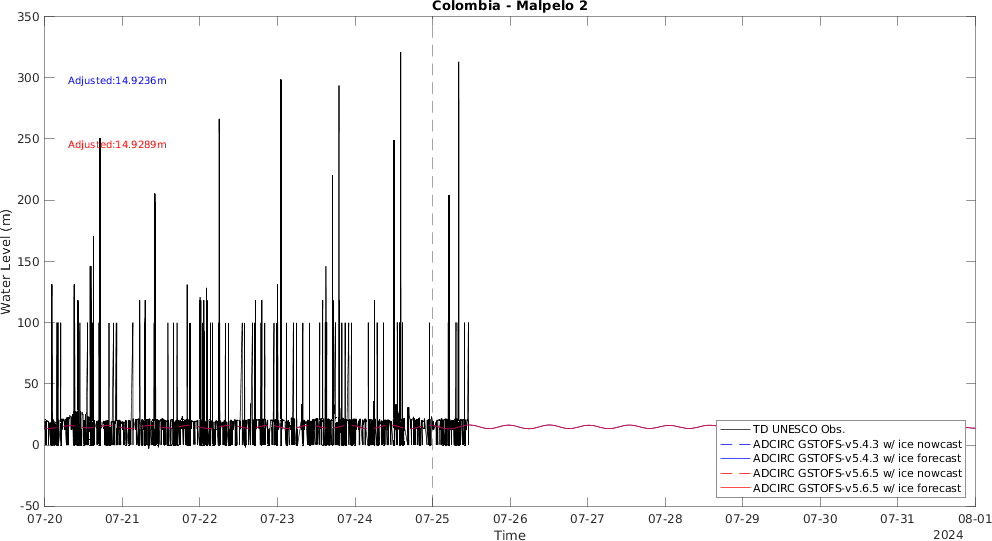 Colombia - Malpelo 2
350
300
250
200
150
100
50
0
-50
Water Level (m)
Adjusted:14.9236m
Adjusted:14.9289m
TD UNESCO Obs.
ADCIRC GSTOFS-v5.4.3 w/ ice nowcast
ADCIRC GSTOFS-v5.4.3 w/ ice forecast
ADCIRC GSTOFS-v5.6.5 w/ ice nowcast
ADCIRC GSTOFS-v5.6.5 w/ ice forecast
07-20 07-21 07-22 07-23 07-24 07-25 07-26 07-27 07-28 07-29 07-30 07-31 08-01
Time
2024